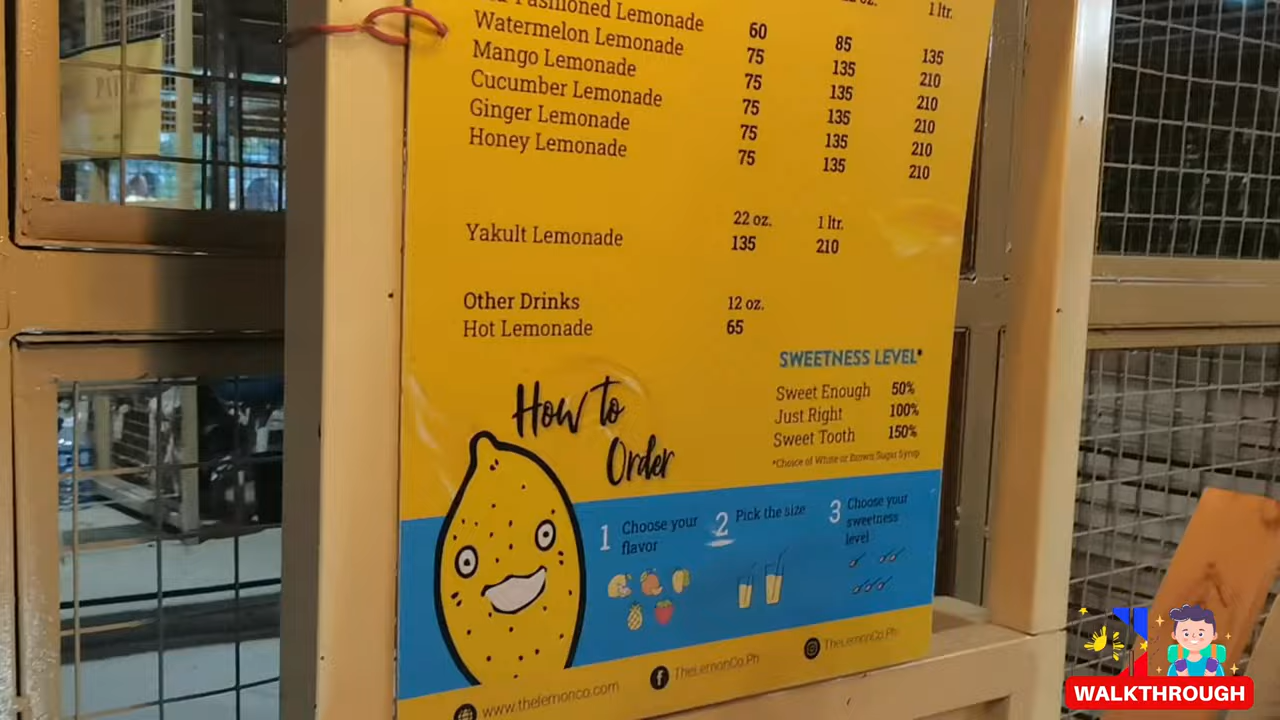 Fashioned Lemonade 60 85 135
oz. 1 ltr.
Watermelon Lemonade 75 135 210
Mango Lemonade 75 135 210
Cucumber Lemonade 75 135 210
Ginger Lemonade 75 135 210
Honey Lemonade 75 135 210
22 oz. 1 ltr.
Yakult Lemonade 135 210
Other Drinks 12 oz.
Hot Lemonade 65
SWEETNESS LEVEL*
Sweet Enough 50%
Just Right 100%
Sweet Tooth 150%
*Choice of White or Brown Sugar Syrup
How to
Order
1 Choose your
flavor
2 Pick the size
3 Choose your
sweetness
level
www.thelemonco.com
TheLemonCo.Ph
TheLemonCo.Ph
WALKTHROUGH